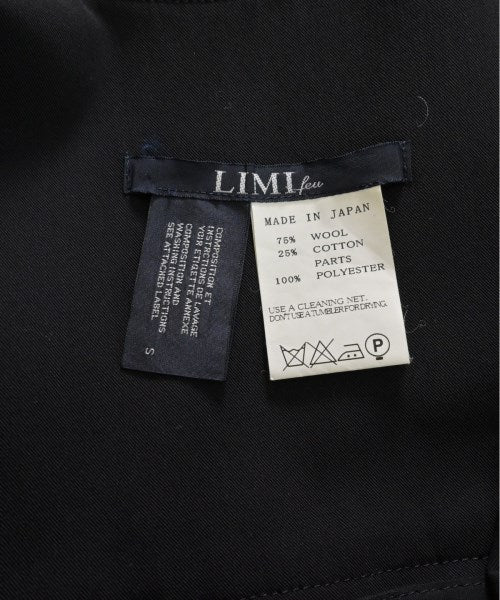 LIMI feu
COMPOSITION ET
INSTRCTIONS DE LAVAGE
VOIR ETIQUETTE ANNEXE
COMPOSITION AND
WASHING INSTRUCTIONS
SEE ATTACHED LABEL
S
MADE IN JAPAN
75% WOOL
25% COTTON
PARTS
100% POLYESTER
USE A CLEANING NET.
DON'T USE A TUMBLER FOR DRYING.
P